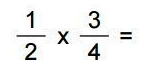 1/2 x 3/4 =